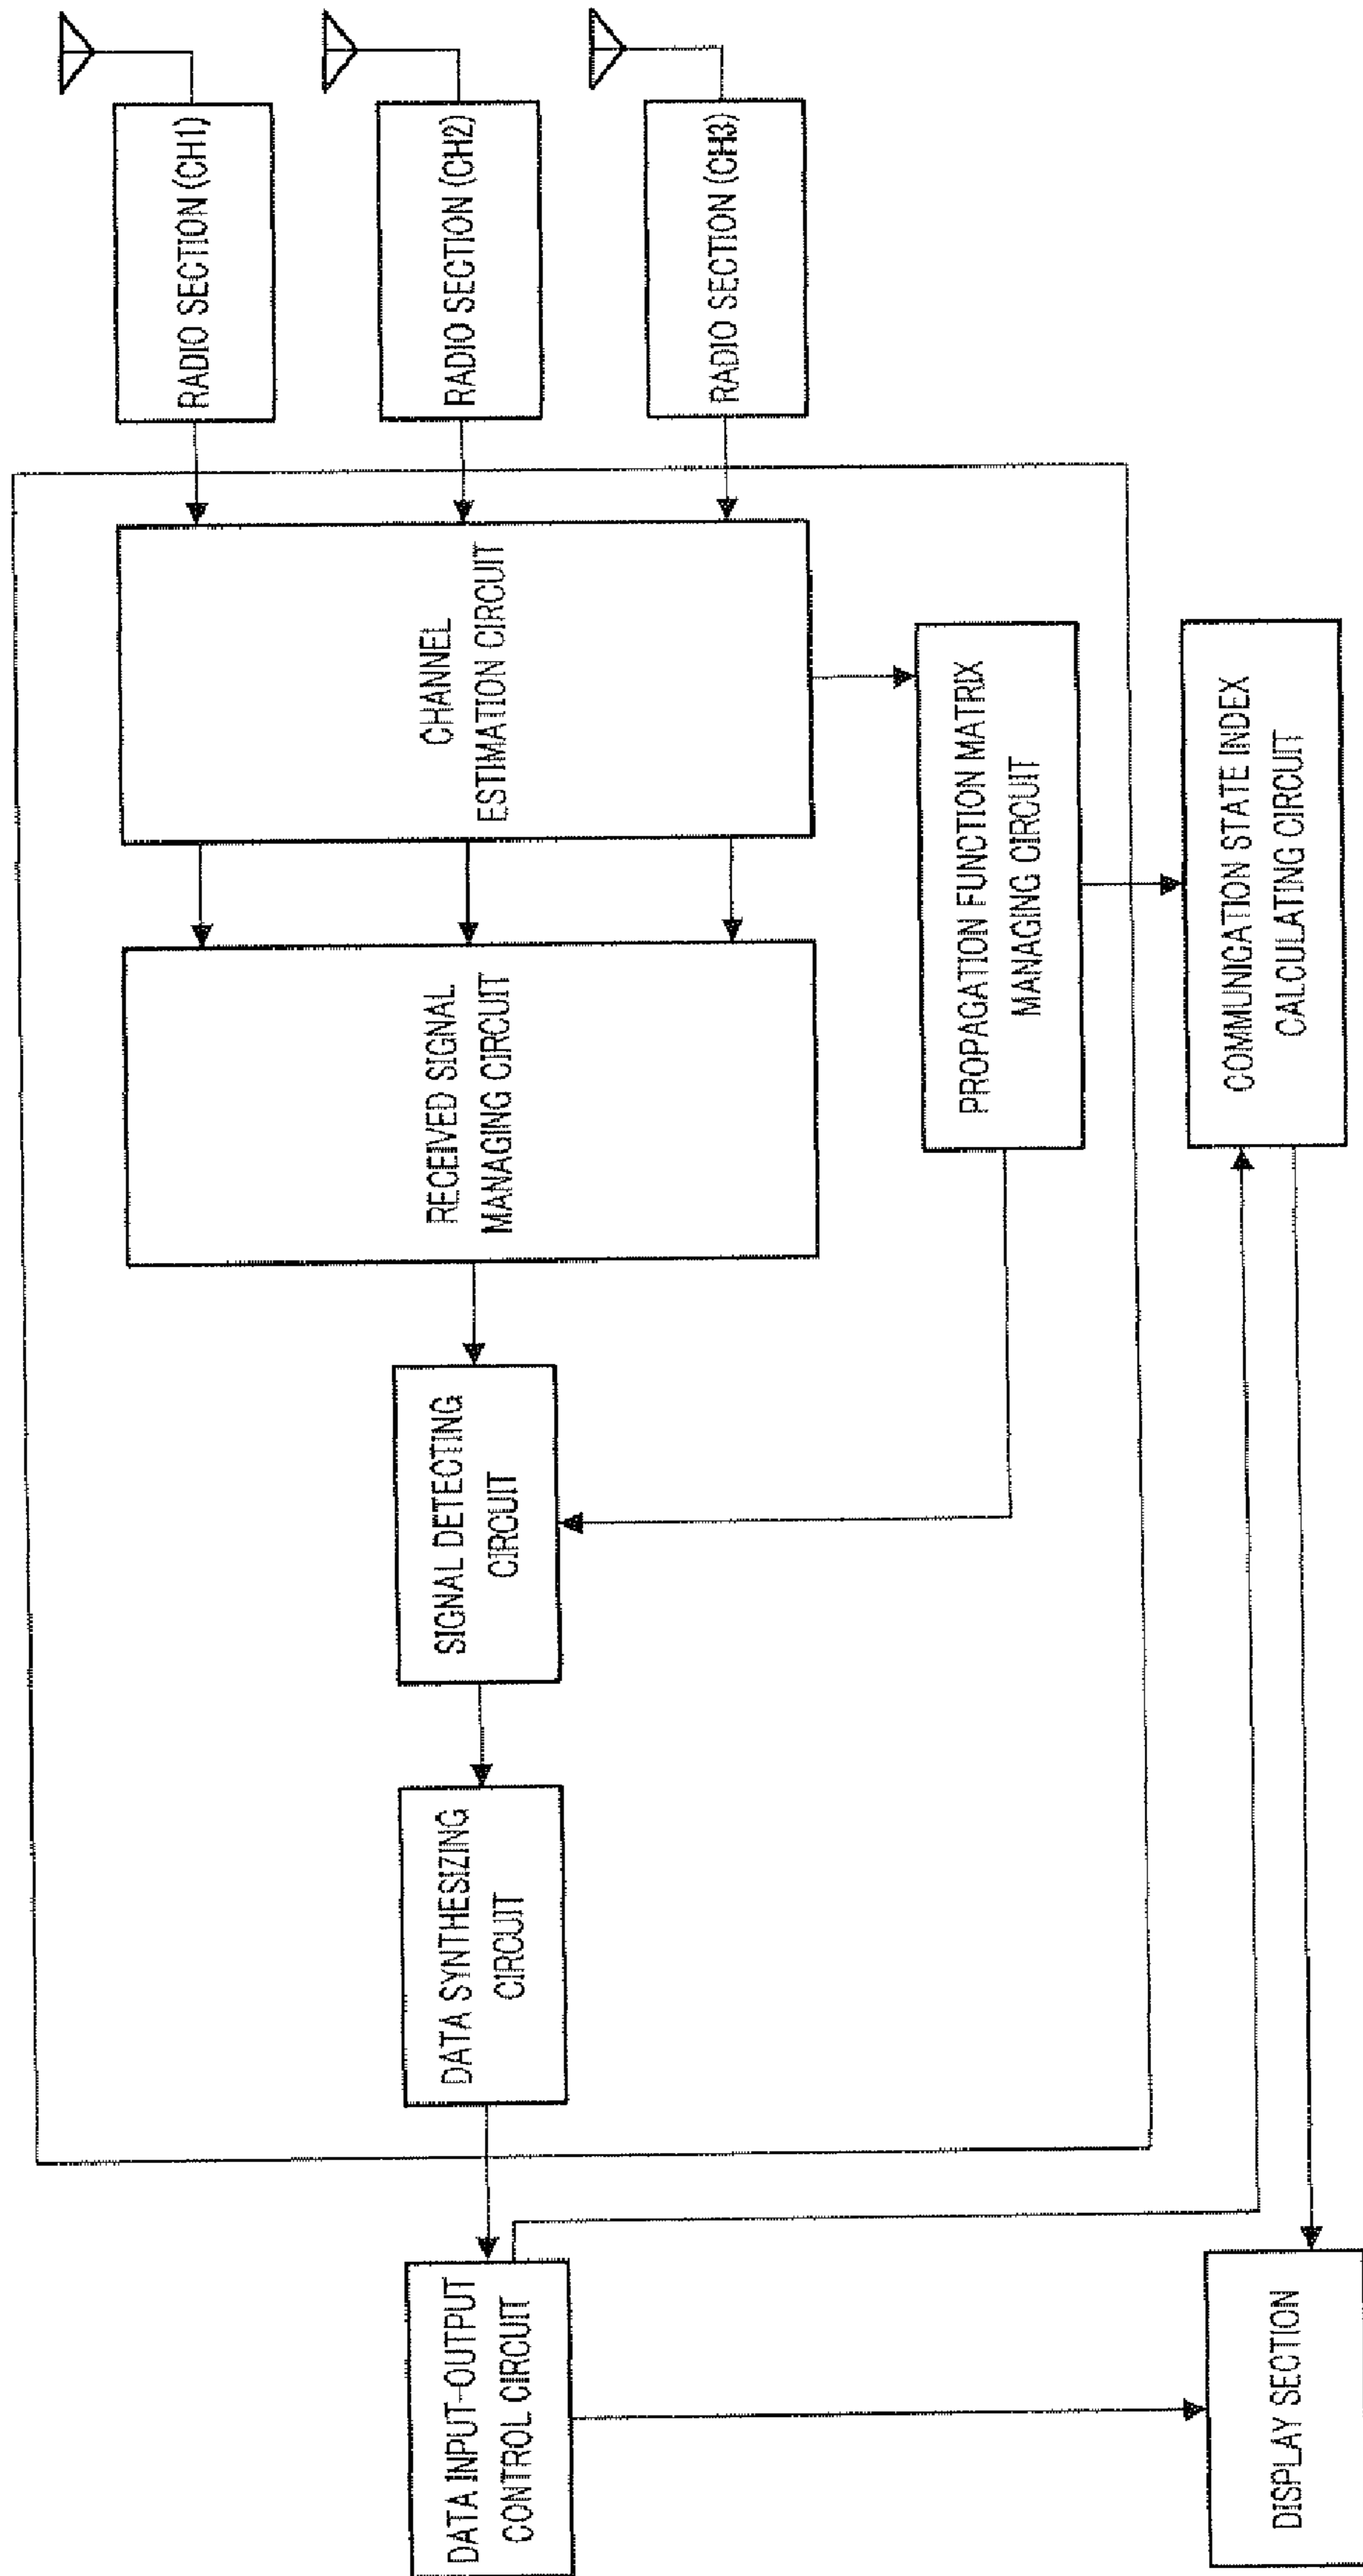 RADIO SECTION (CH1)
RADIO SECTION (CH2)
RADIO SECTION (CH3)
CHANNEL
ESTIMATION CIRCUIT
RECEIVED SIGNAL
MANAGING CIRCUIT
PROPAGATION FUNCTION MATRIX
MANAGING CIRCUIT
COMMUNICATION STATE INDEX
CALCULATING CIRCUIT
SIGNAL DETECTING
CIRCUIT
DATA SYNTHESIZING
CIRCUIT
DATA INPUT-OUTPUT
CONTROL CIRCUIT
DISPLAY SECTION